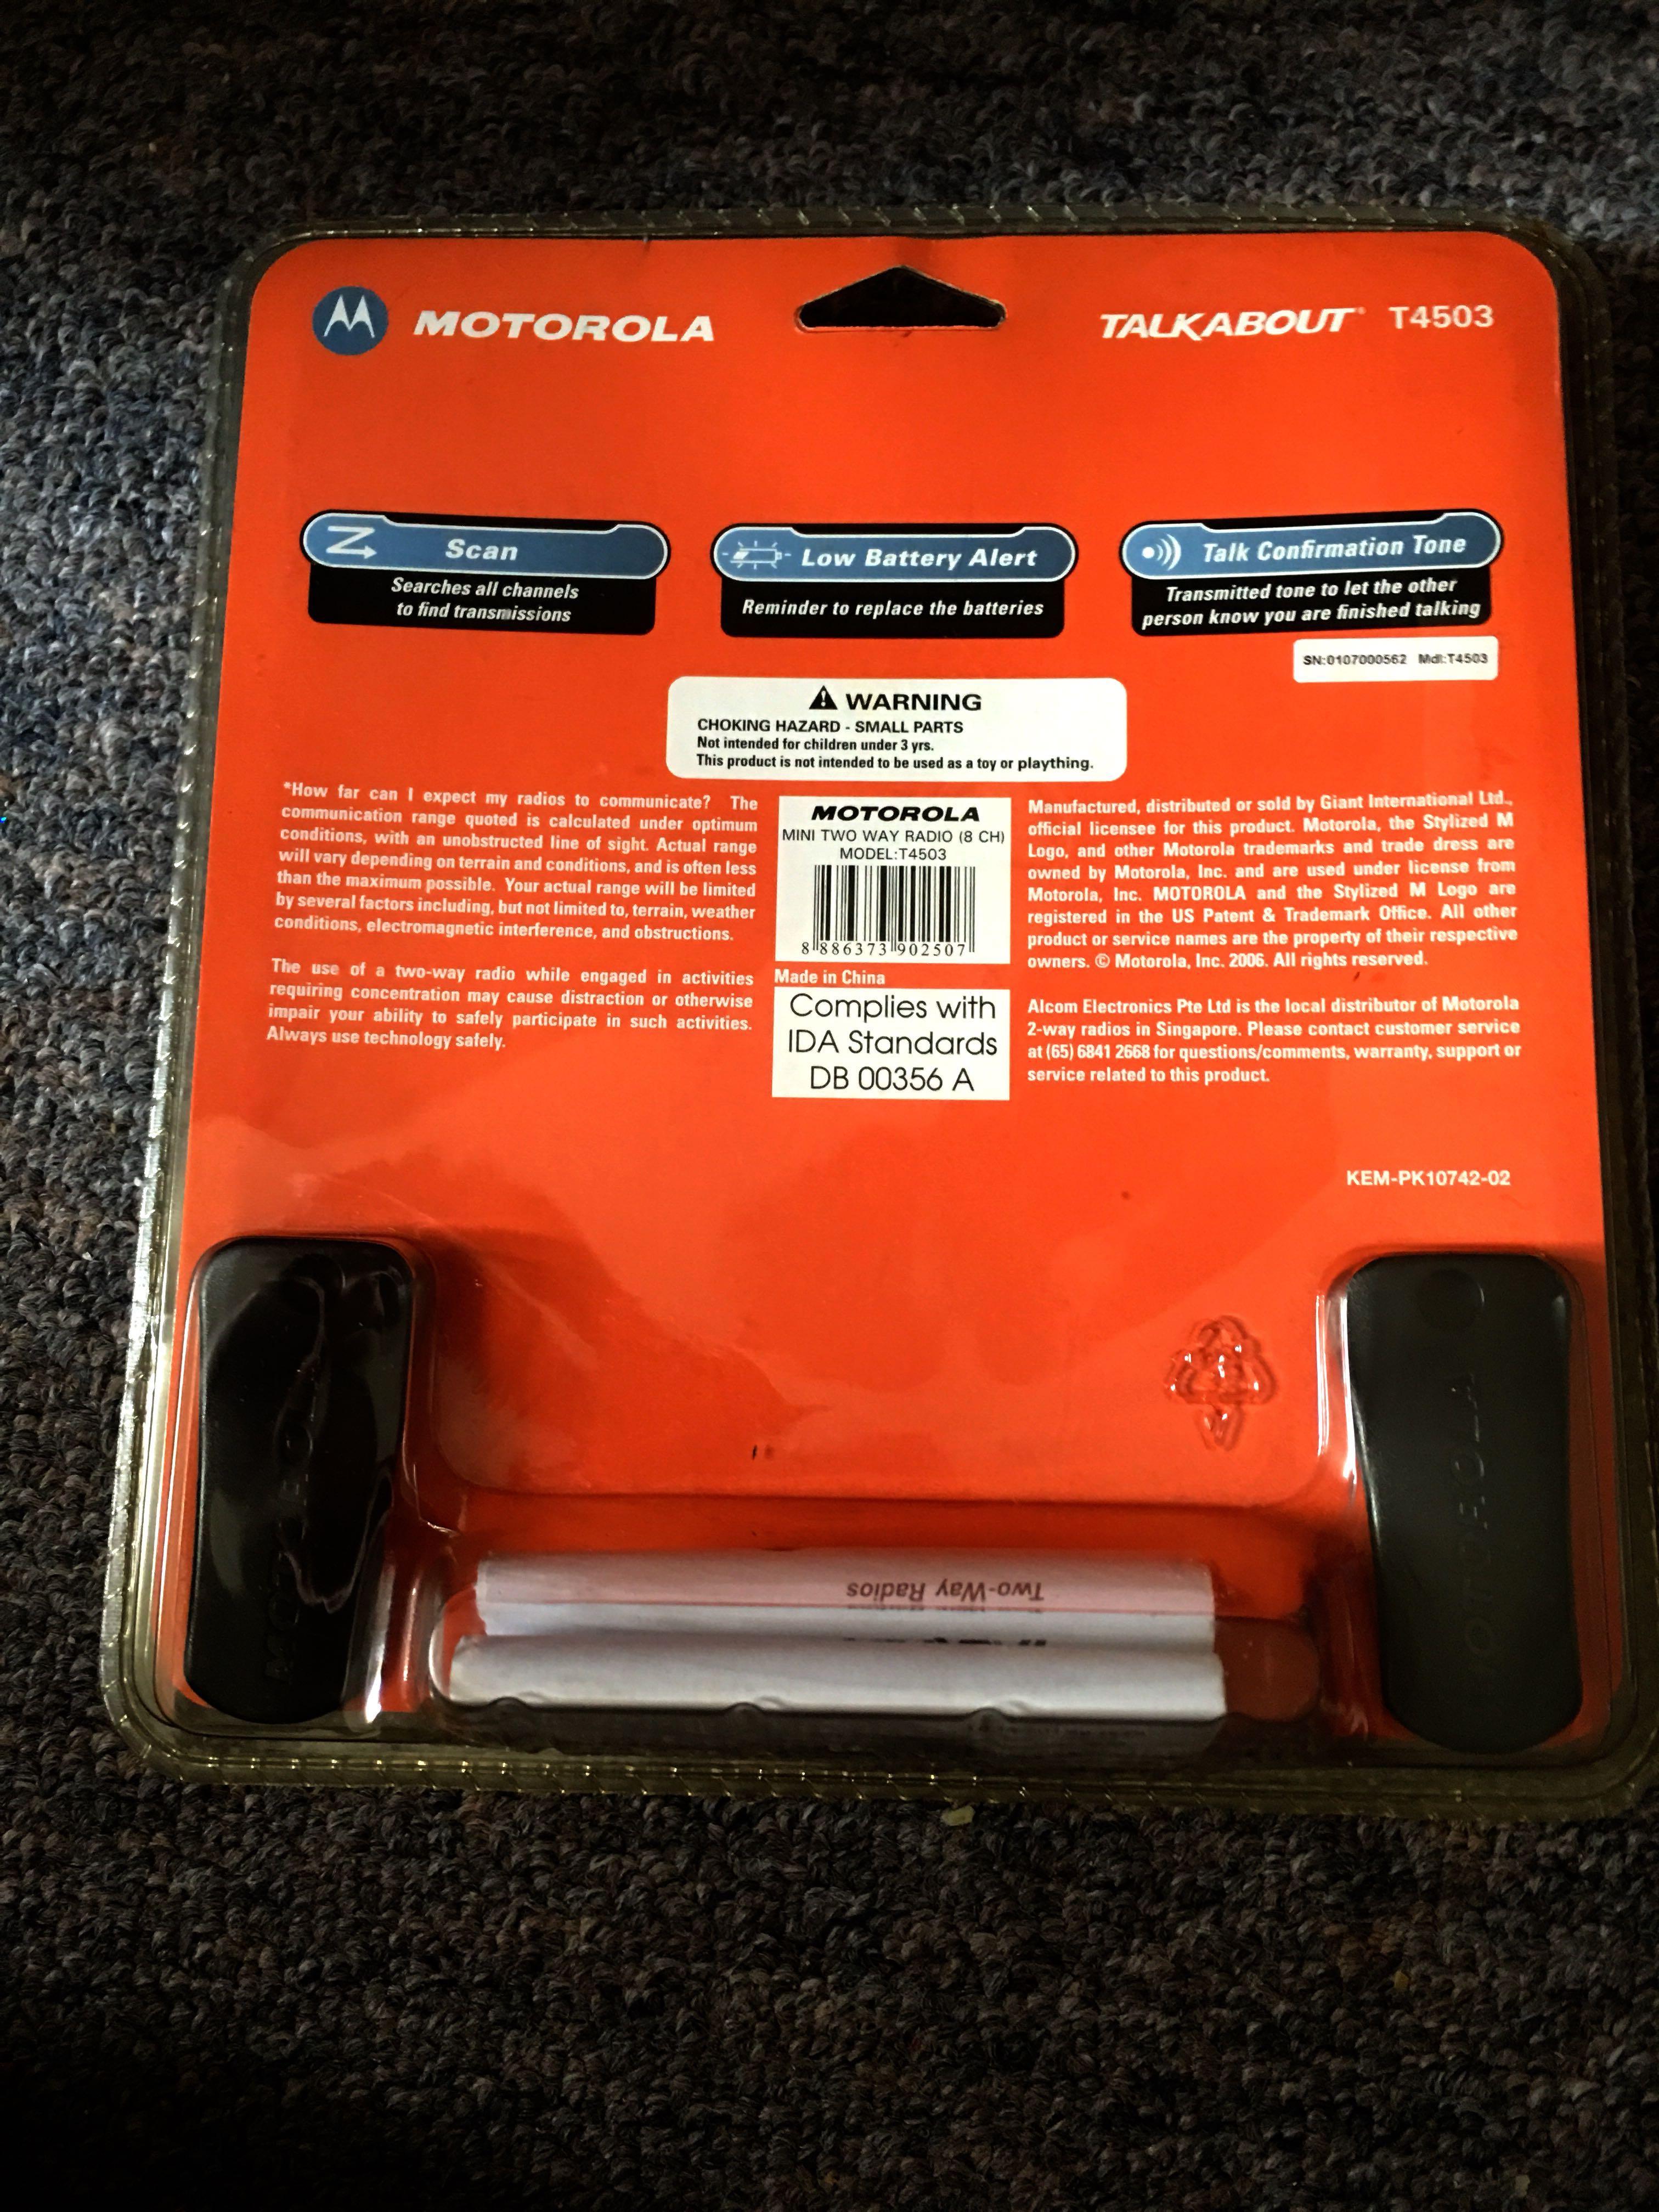 MOTOROLA
TALKABOUT® T4503
Scan
Searches all channels
to find transmissions
Low Battery Alert
Reminder to replace the batteries
Talk Confirmation Tone
Transmitted tone to let the other
person know you are finished talking
SN:0107000562 Mdl:T4503
WARNING
CHOKING HAZARD - SMALL PARTS
Not intended for children under 3 yrs.
This product is not intended to be used as a toy or plaything.
*How far can I expect my radios to communicate? The
communication range quoted is calculated under optimum
conditions, with an unobstructed line of sight. Actual range
will vary depending on terrain and conditions, and is often less
than the maximum possible. Your actual range will be limited
by several factors including, but not limited to, terrain, weather
conditions, electromagnetic interference, and obstructions.
The use of a two-way radio while engaged in activities
requiring concentration may cause distraction or otherwise
impair your ability to safely participate in such activities.
Always use technology safely.
MOTOROLA
MINI TWO WAY RADIO (8 CH)
MODEL:T4503
8 886373 902507
Made in China
Complies with
IDA Standards
DB 00356 A
Manufactured, distributed or sold by Giant International Ltd.,
official licensee for this product. Motorola, the Stylized M
Logo, and other Motorola trademarks and trade dress are
owned by Motorola, Inc. and are used under license from
Motorola, Inc. MOTOROLA and the Stylized M Logo are
registered in the US Patent & Trademark Office. All other
product or service names are the property of their respective
owners. © Motorola, Inc. 2006. All rights reserved.
Alcom Electronics Pte Ltd is the local distributor of Motorola
2-way radios in Singapore. Please contact customer service
at (65) 6841 2668 for questions/comments, warranty, support or
service related to this product.
KEM-PK10742-02
MOTOROLA
MOTOROLA
Two-Way Radios